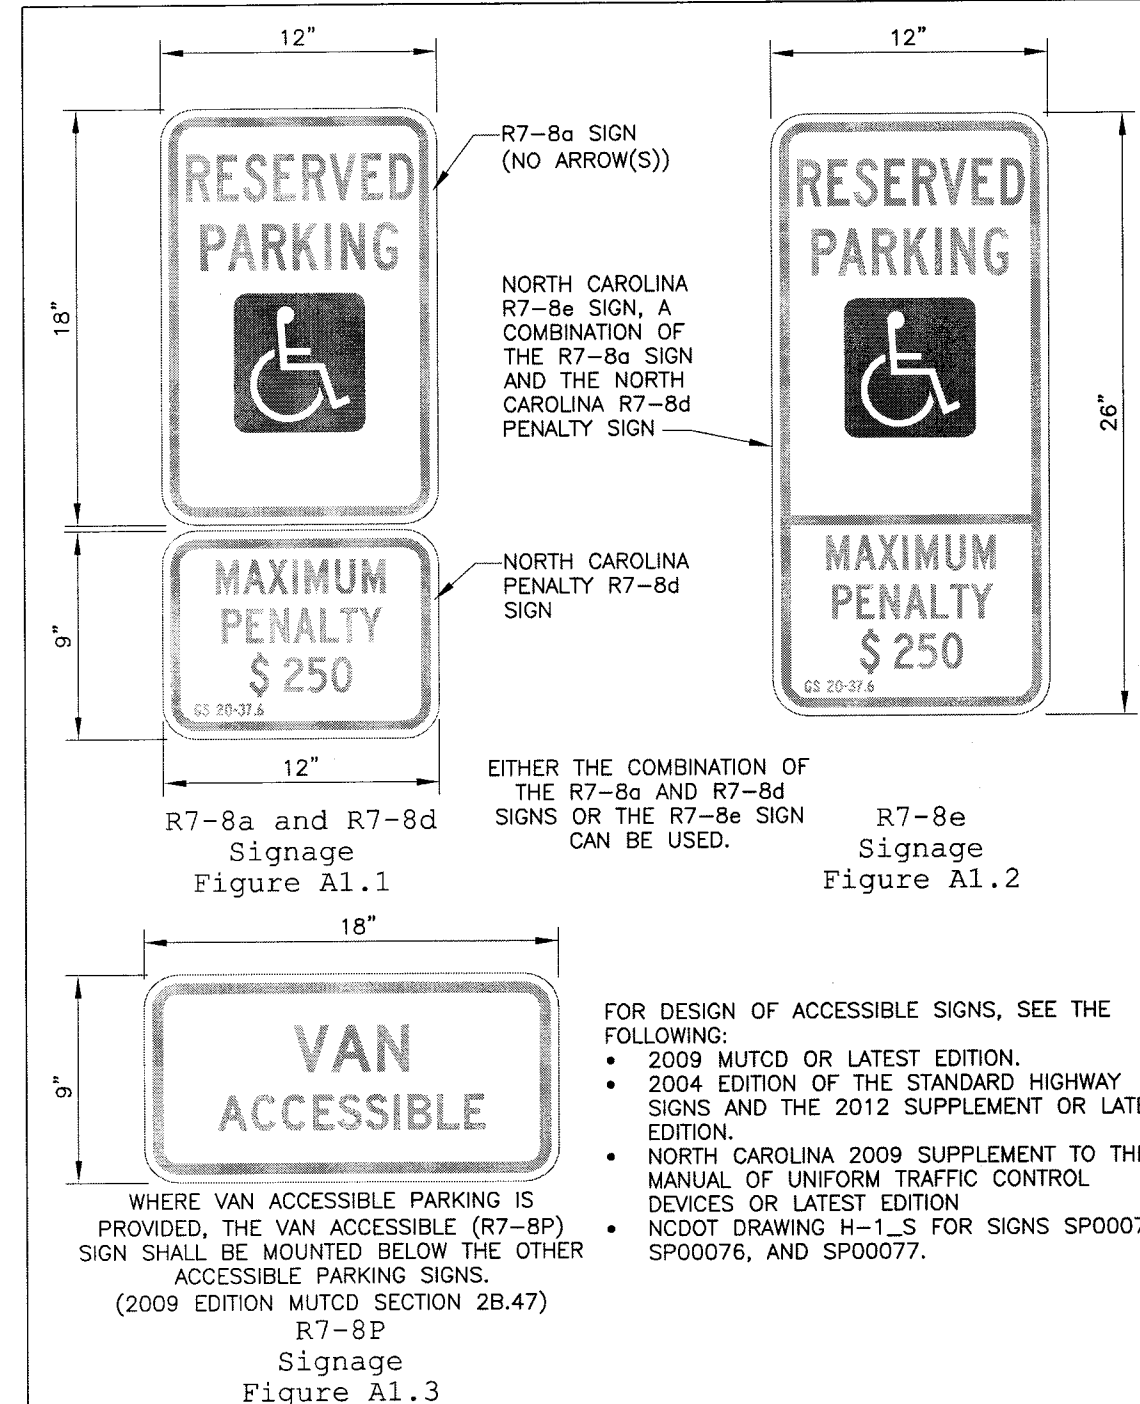 12"
18"
RESERVED
PARKING
R7-8a SIGN
(NO ARROW(S))
9"
MAXIMUM
PENALTY
$ 250
GS 20-37.6
NORTH CAROLINA
PENALTY R7-8d
SIGN
12"
R7-8a and R7-8d
Signage
Figure A1.1
NORTH CAROLINA
R7-8e SIGN, A
COMBINATION OF
THE R7-8a SIGN
AND THE NORTH
CAROLINA R7-8d
PENALTY SIGN
12"
26"
RESERVED
PARKING
MAXIMUM
PENALTY
$ 250
GS 20-37.6
EITHER THE COMBINATION OF
THE R7-8a AND R7-8d
SIGNS OR THE R7-8e SIGN
CAN BE USED.
R7-8e
Signage
Figure A1.2
18"
9"
VAN
ACCESSIBLE
WHERE VAN ACCESSIBLE PARKING IS
PROVIDED, THE VAN ACCESSIBLE (R7-8P)
SIGN SHALL BE MOUNTED BELOW THE OTHER
ACCESSIBLE PARKING SIGNS.
(2009 EDITION MUTCD SECTION 2B.47)
R7-8P
Signage
Figure A1.3
FOR DESIGN OF ACCESSIBLE SIGNS, SEE THE
FOLLOWING:
• 2009 MUTCD OR LATEST EDITION.
• 2004 EDITION OF THE STANDARD HIGHWAY
SIGNS AND THE 2012 SUPPLEMENT OR
EDITION.
• NORTH CAROLINA 2009 SUPPLEMENT TO
MANUAL OF UNIFORM TRAFFIC CONTROL
DEVICES OR LATEST EDITION
• NCDOT DRAWING H-1_S FOR SIGNS
SP00076, AND SP00077.